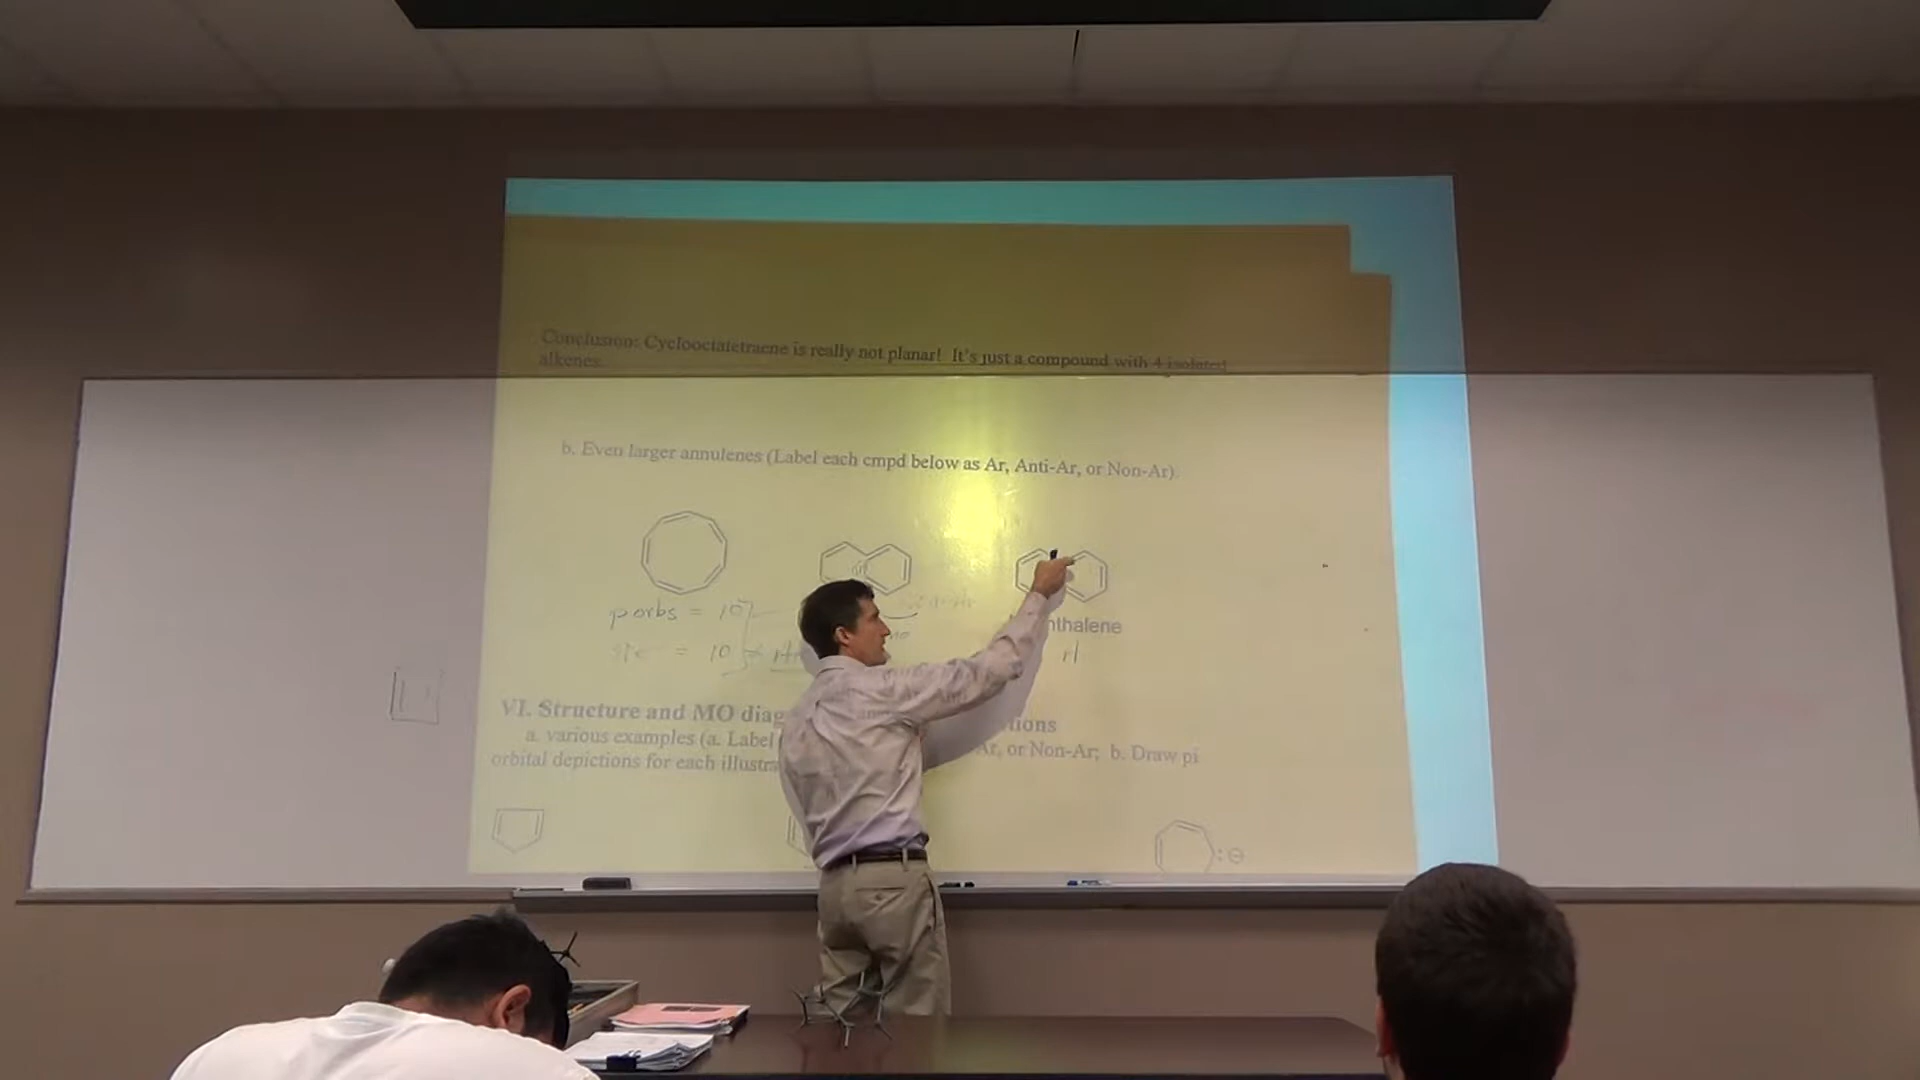 Conclusion: Cyclooctatetraene is really not planar! It's just a compound with 4 isolated
alkenes.
b. Even larger annulenes (Label each cmpd below as Ar, Anti-Ar, or Non-Ar).
p orbs = 10
= 10
nthalene
VI. Structure and MO diag ions
a. various examples (a. Label Ar, or Non-Ar; b. Draw pi
orbital depictions for each illustra
:⊖